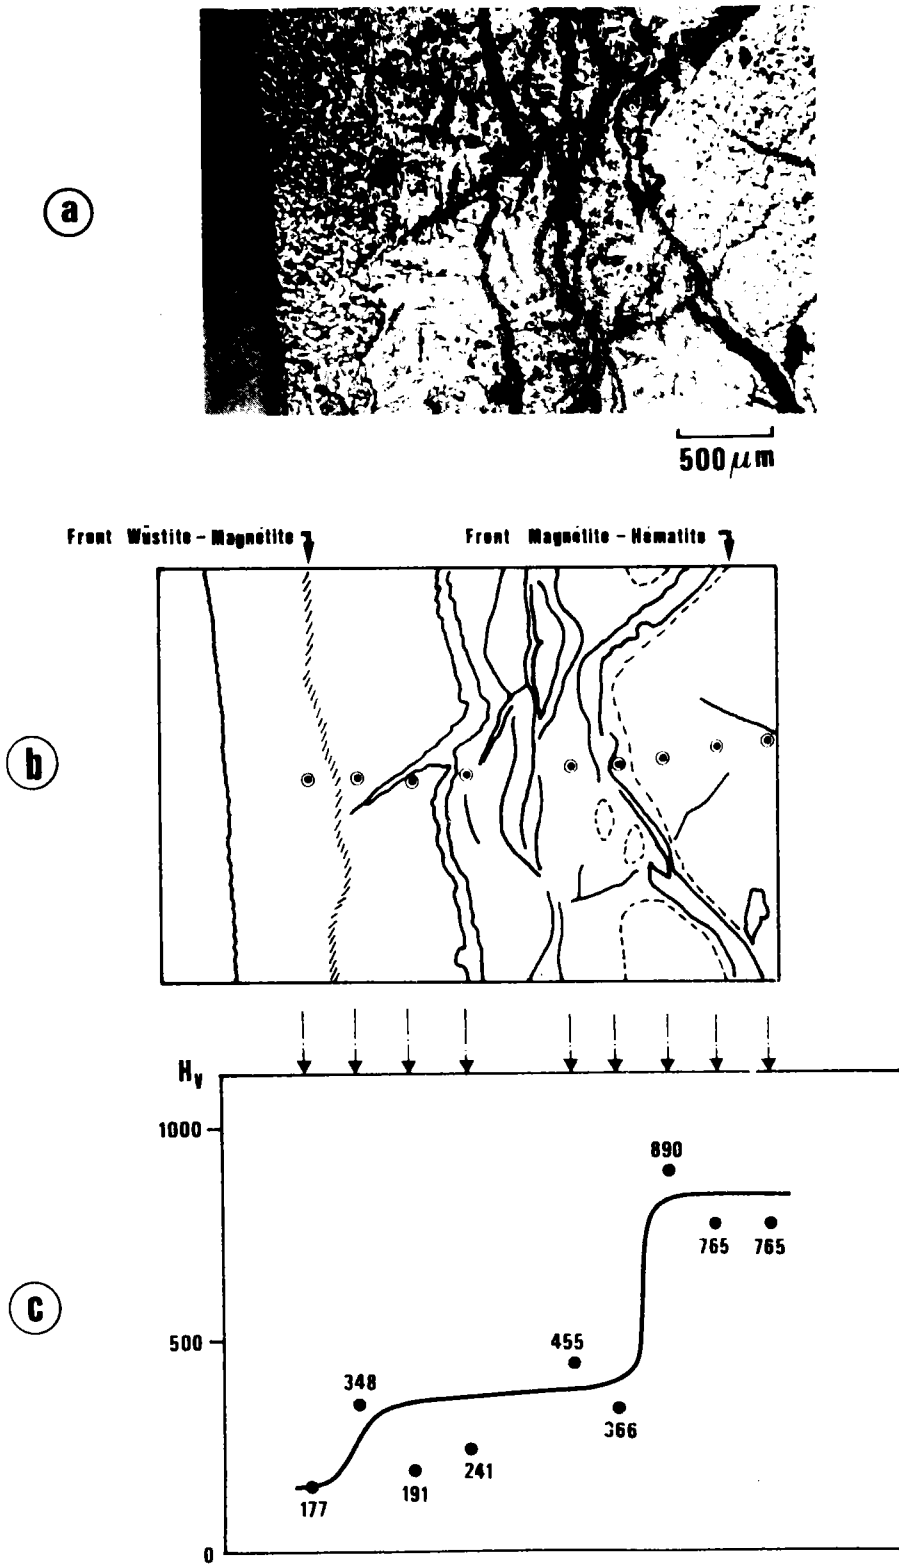 a
500 µm
Front Wüstite - Magnétite
Front Magnétite - Hématite
b
Hv
1000
890
765
765
c
500
455
348
366
241
191
177
0